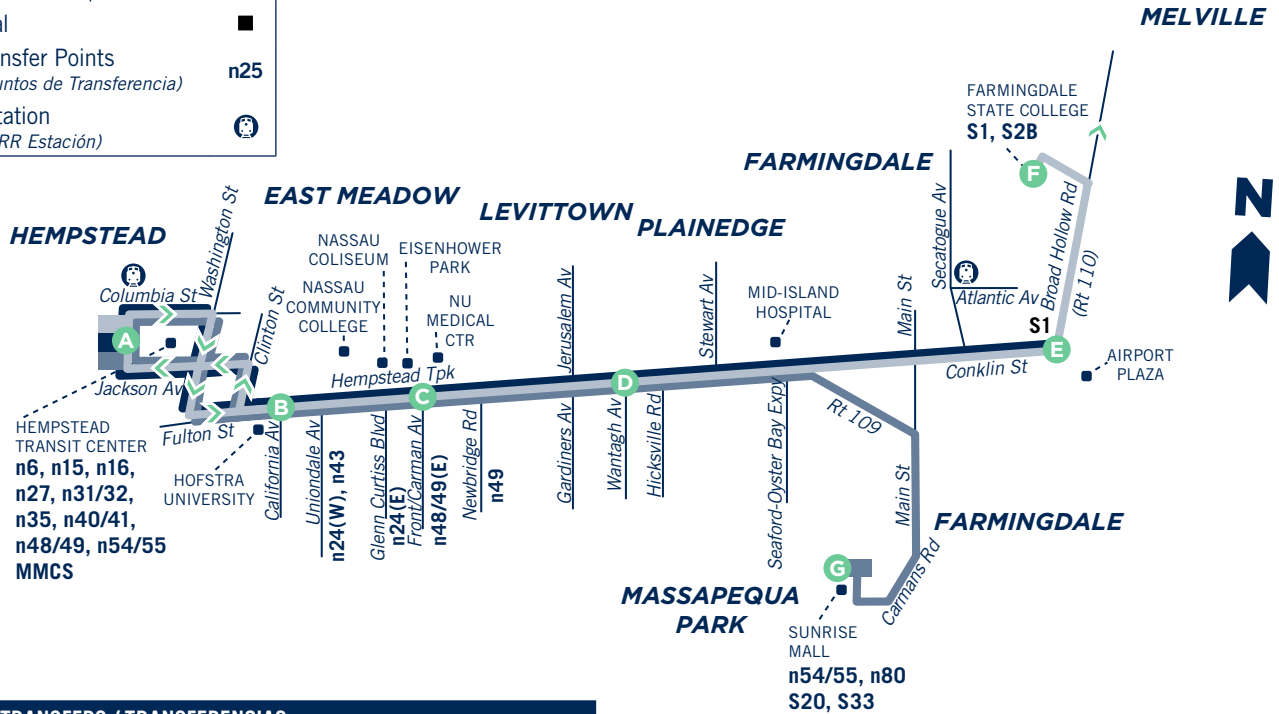 al
nsfer Points
n25
untos de Transferencia)
tation
RR Estación)
MELVILLE
N
FARMINGDALE
STATE COLLEGE
S1, S2B
F
FARMINGDALE
EAST MEADOW
LEVITTOWN
PLAINEDGE
HEMPSTEAD
Washington St
Columbia St
A
Jackson Av
Clinton St
Fulton St
NASSAU
COLISEUM
EISENHOWER
PARK
NASSAU
COMMUNITY
COLLEGE
NU
MEDICAL
CTR
Hempstead Tpk
Jerusalem Av
Stewart Av
MID-ISLAND
HOSPITAL
Main St
Secatogue Av
Atlantic Av
Broad Hollow Rd
(Rt 110)
S1
E
Conklin St
AIRPORT
PLAZA
B
C
D
HEMPSTEAD
TRANSIT CENTER
n6, n15, n16,
n27, n31/32,
n35, n40/41,
n48/49, n54/55
MMCS
HOFSTRA
UNIVERSITY
California Av
Uniondale Av
n24(W), n43
Glenn Curtiss Blvd
n24(E)
Front/Carman Av
n48/49(E)
Newbridge Rd
n49
Gardiners Av
Wantagh Av
Hicksville Rd
Seaford-Oyster Bay Expy
Rt 109
Main St
FARMINGDALE
Carmans Rd
G
MASSAPEQUA
PARK
SUNRISE
MALL
n54/55, n80
S20, S33
TRANSFERS / TRANSFERENCIAS